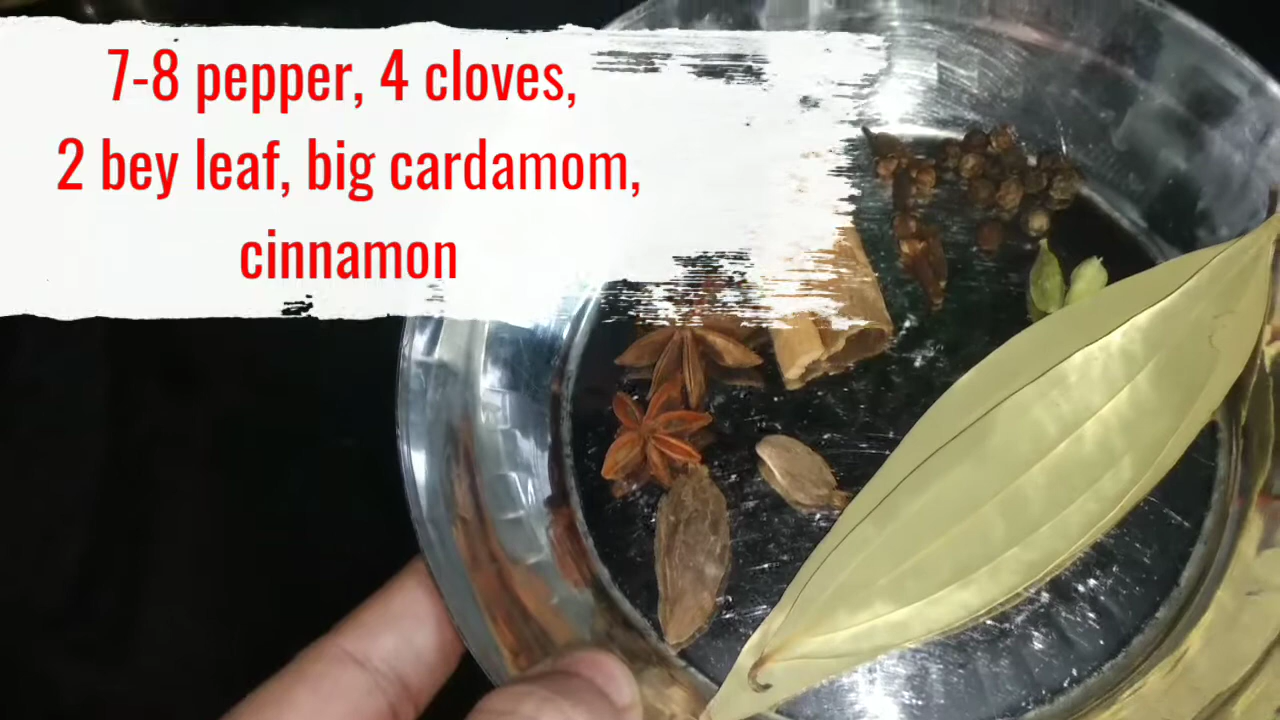 7-8 pepper, 4 cloves,
2 bey leaf, big cardamom,
cinnamon